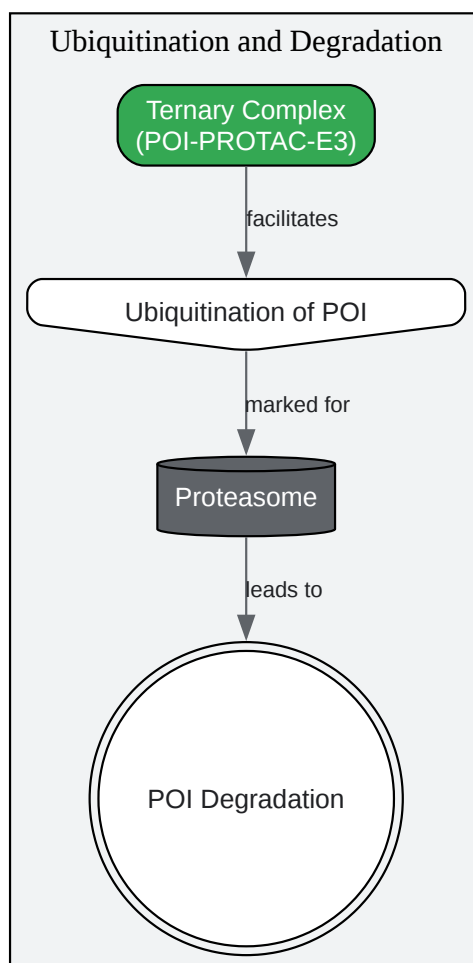 Ubiquitination and Degradation
Ternary Complex
(POI-PROTAC-E3)
facilitates
Ubiquitination of POI
marked for
Proteasome
leads to
POI Degradation